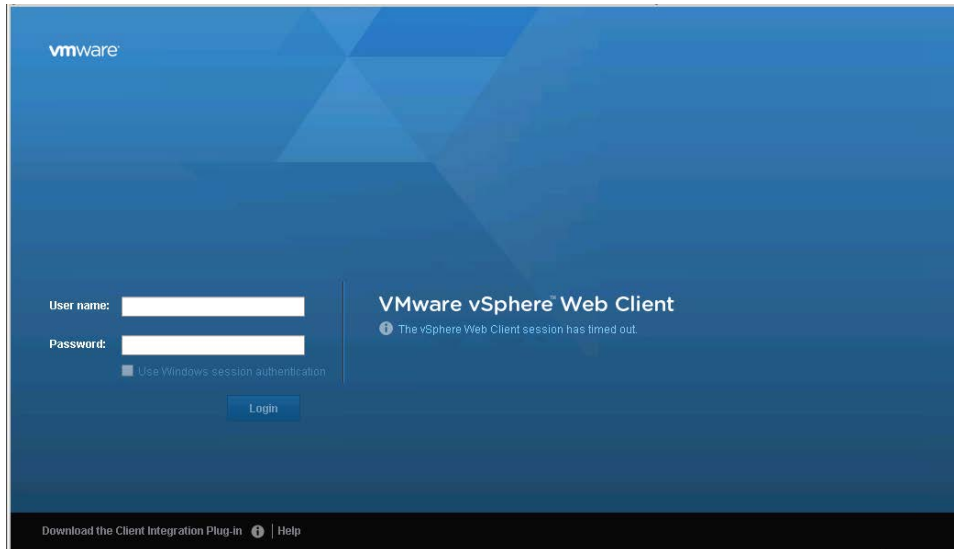 vmware
User name:
VMware vSphere™ Web Client
The vSphere Web Client session has timed out.
Password:
Use Windows session authentication
Login
Download the Client Integration Plug-in | Help